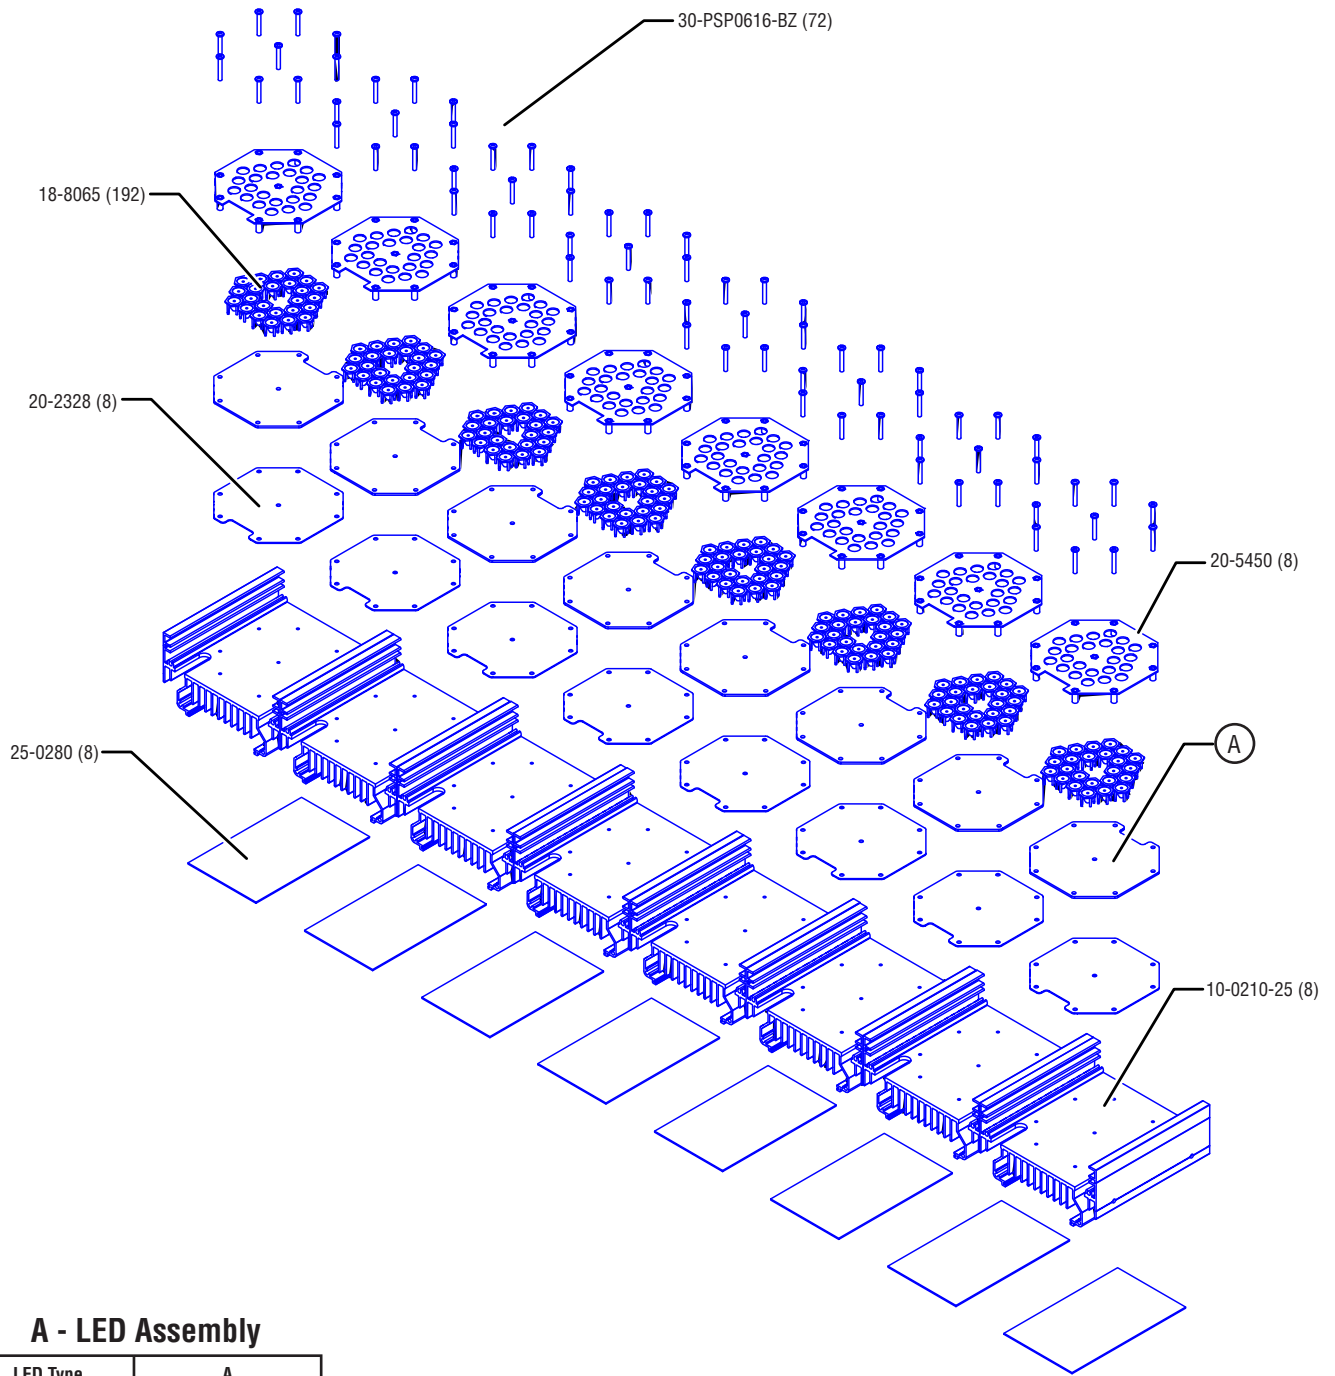 30-PSP0616-BZ (72)
18-8065 (192)
20-2328 (8)
20-5450 (8)
25-0280 (8)
A
10-0210-25 (8)
A - LED Assembly
LED Type A